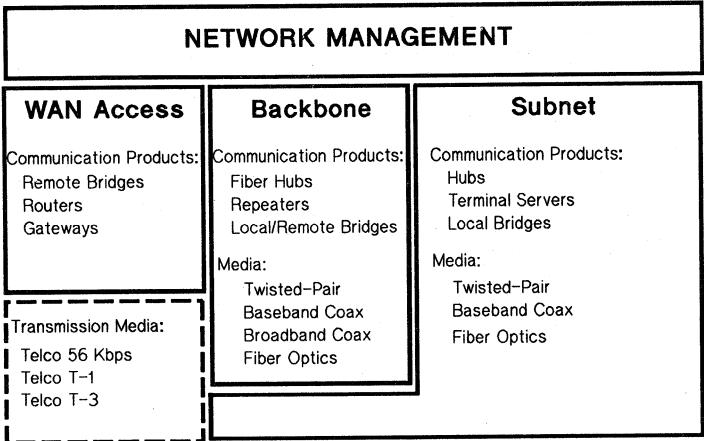 NETWORK MANAGEMENT
WAN Access
Communication Products:
Remote Bridges
Routers
Gateways
Transmission Media:
Telco 56 Kbps
Telco T-1
Telco T-3
Backbone
Communication Products:
Fiber Hubs
Repeaters
Local/Remote Bridges
Media:
Twisted-Pair
Baseband Coax
Broadband Coax
Fiber Optics
Subnet
Communication Products:
Hubs
Terminal Servers
Local Bridges
Media:
Twisted-Pair
Baseband Coax
Fiber Optics